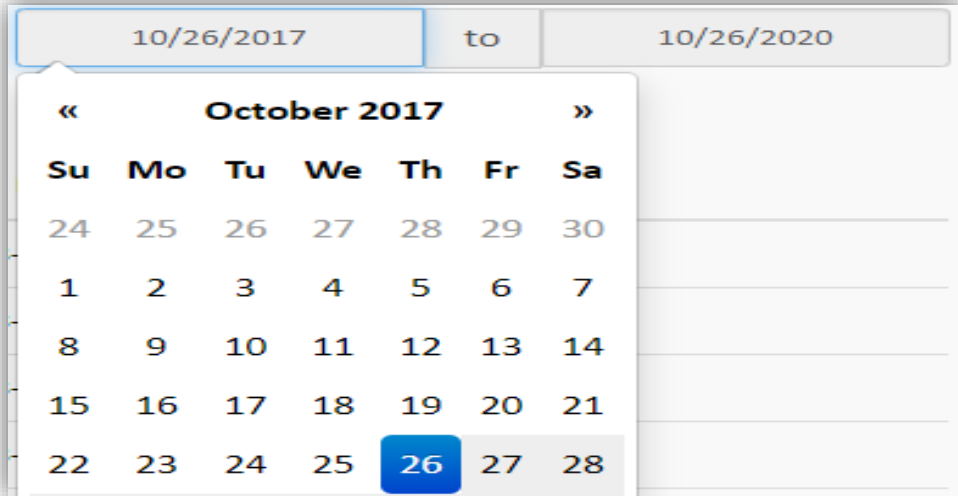 10/26/2017 to 10/26/2020
« October 2017 »
Su Mo Tu We Th Fr Sa
24 25 26 27 28 29 30
1 2 3 4 5 6 7
8 9 10 11 12 13 14
15 16 17 18 19 20 21
22 23 24 25 26 27 28